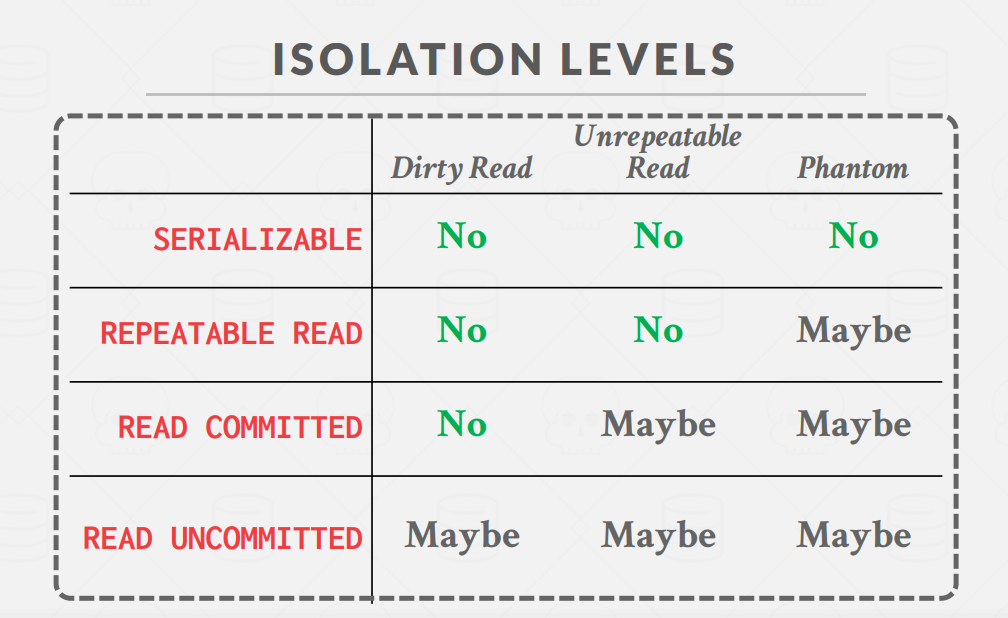 ISOLATION LEVELS
Dirty Read Unrepeatable Read Phantom
SERIALIZABLE No No No
REPEATABLE READ No No Maybe
READ COMMITTED No Maybe Maybe
READ UNCOMMITTED Maybe Maybe Maybe